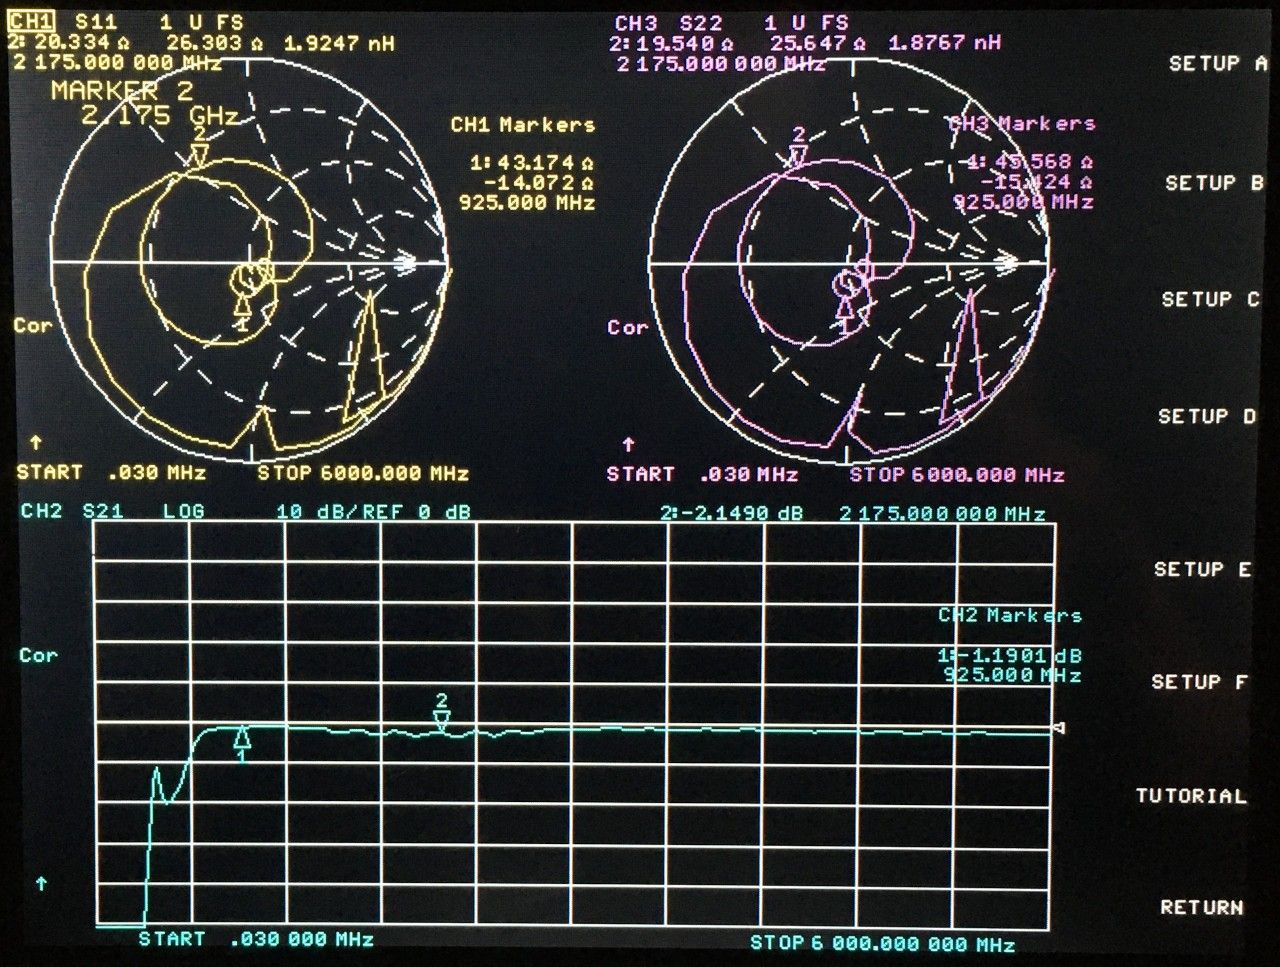 CH1 S11 1 U FS
2: 20.334 Ω 26.303 Ω 1.9247 nH
2 175.000 000 MHz
MARKER 2
2.175 GHz
2
CH1 Markers
1: 43.174 Ω
-14.072 Ω
925.000 MHz
1
Cor
↑
START .030 MHz STOP 6000.000 MHz
CH3 S22 1 U FS
2: 19.540 Ω 25.647 Ω 1.8767 nH
2 175.000 000 MHz
2
CH3 Markers
1: 45.568 Ω
-15.424 Ω
925.000 MHz
1
Cor
↑
START .030 MHz STOP 6000.000 MHz
CH2 S21 LOG 10 dB/REF 0 dB 2:-2.1490 dB 2 175.000 000 MHz
CH2 Markers
1:-1.1901 dB
925.000 MHz
Cor
2
1
↑
START .030 000 MHz STOP 6 000.000 000 MHz
SETUP A
SETUP B
SETUP C
SETUP D
SETUP E
SETUP F
TUTORIAL
RETURN